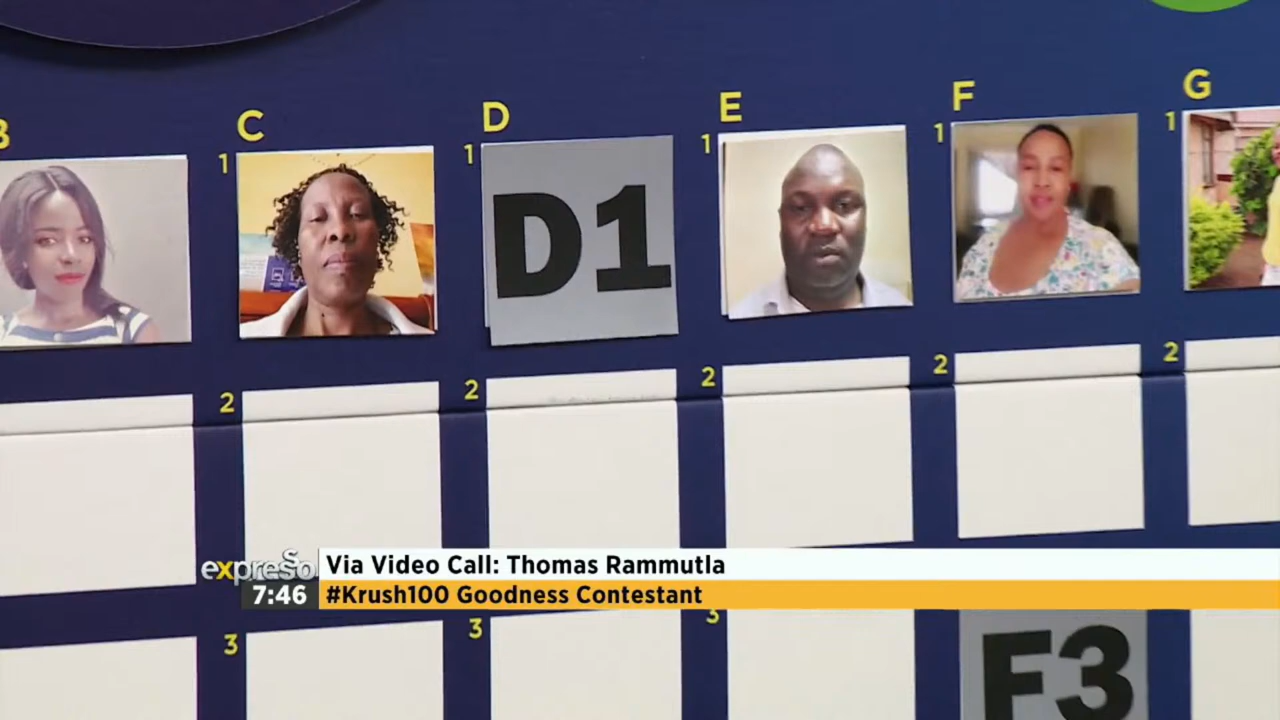 B C D E F G
1 1 1 1 1
D1
2 2 2 2 2
expresso
Via Video Call: Thomas Rammutla
7:46
#Krush100 Goodness Contestant
3 3 3
F3